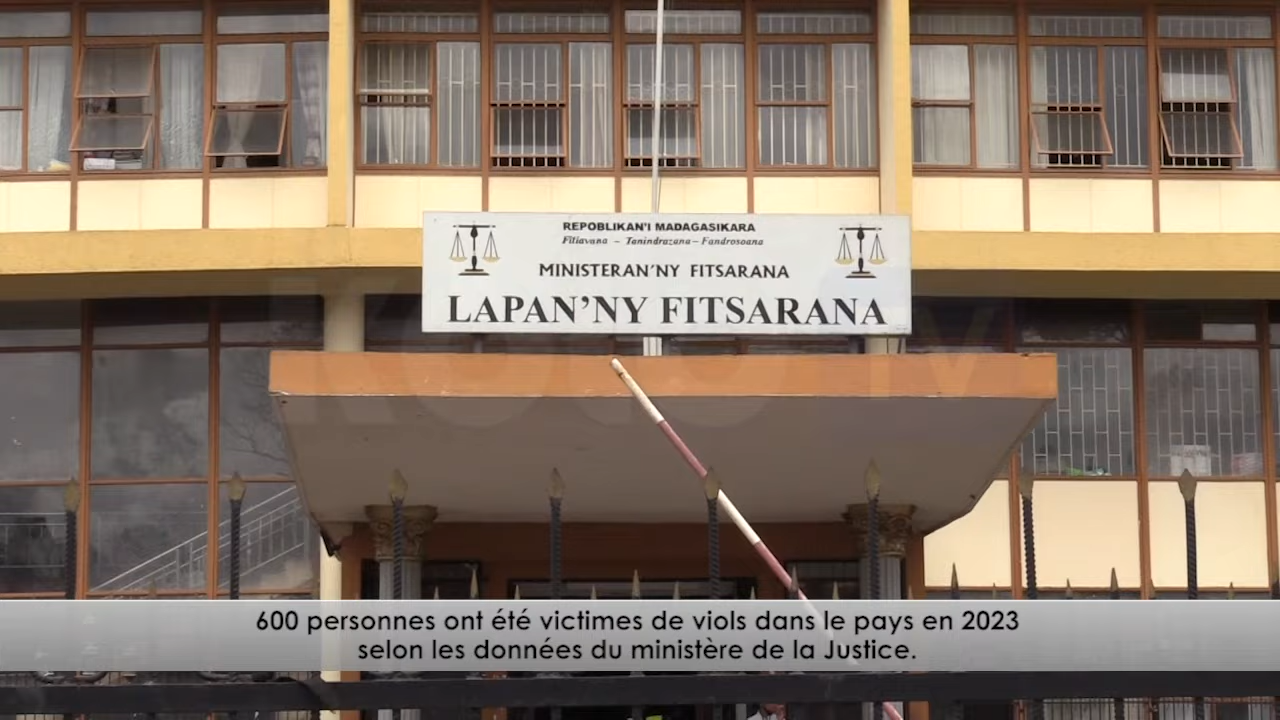 REPOBLIKAN'I MADAGASIKARA
Fitiavana – Tanindrazana – Fandrosoana
MINISTERAN'NY FITSARANA
LAPAN'NY FITSARANA
600 personnes ont été victimes de viols dans le pays en 2023
selon les données du ministère de la Justice.